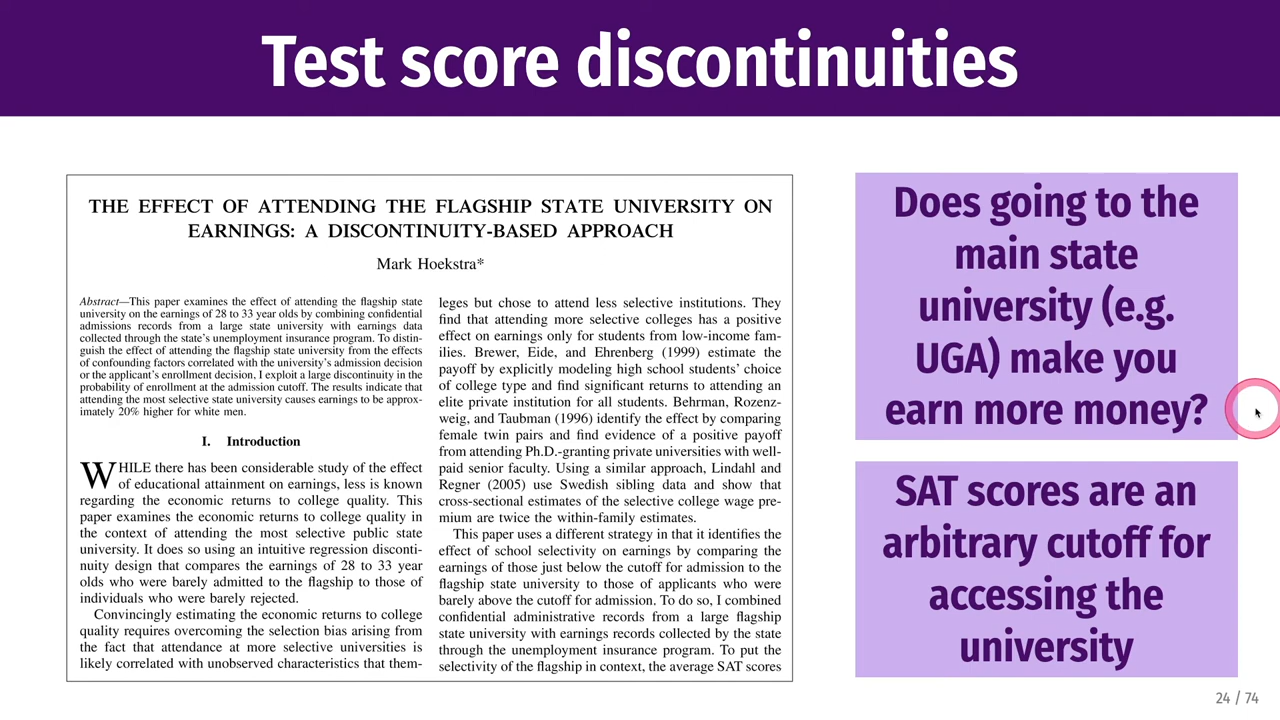 Test score discontinuities
THE EFFECT OF ATTENDING THE FLAGSHIP STATE UNIVERSITY ON
EARNINGS: A DISCONTINUITY-BASED APPROACH
Mark Hoekstra*
Abstract—This paper examines the effect of attending the flagship state
university on the earnings of 28 to 33 year olds by combining confidential
admissions records from a large state university with earnings data
collected through the state's unemployment insurance program. To distin-
guish the effect of attending the flagship state university from the effects
of confounding factors correlated with the university's admission decision
or the applicant's enrollment decision, I exploit a large discontinuity in the
probability of enrollment at the admission cutoff. The results indicate that
attending the most selective state university causes earnings to be approx-
imately 20% higher for white men.
I. Introduction
WHILE there has been considerable study of the effect
of educational attainment on earnings, less is known
regarding the economic returns to college quality. This
paper examines the economic returns to college quality in
the context of attending the most selective public state
university. It does so using an intuitive regression disconti-
nuity design that compares the earnings of 28 to 33 year
olds who were barely admitted to the flagship to those of
individuals who were barely rejected.
Convincingly estimating the economic returns to college
quality requires overcoming the selection bias arising from
the fact that attendance at more selective universities is
likely correlated with unobserved characteristics that them-
leges but chose to attend less selective institutions. They
find that attending more selective colleges has a positive
effect on earnings only for students from low-income fam-
ilies. Brewer, Eide, and Ehrenberg (1999) estimate the
payoff by explicitly modeling high school students' choice
of college type and find significant returns to attending an
elite private institution for all students. Behrman, Rozenz-
weig, and Taubman (1996) identify the effect by comparing
female twin pairs and find evidence of a positive payoff
from attending Ph.D.-granting private universities with well-
paid senior faculty. Using a similar approach, Lindahl and
Regner (2005) use Swedish sibling data and show that
cross-sectional estimates of the selective college wage pre-
mium are twice the within-family estimates.
This paper uses a different strategy in that it identifies the
effect of school selectivity on earnings by comparing the
earnings of those just below the cutoff for admission to the
flagship state university to those of applicants who were
barely above the cutoff for admission. To do so, I combined
confidential administrative records from a large flagship
state university with earnings records collected by the state
through the unemployment insurance program. To put the
selectivity of the flagship in context, the average SAT scores
Does going to the
main state
university (e.g.
UGA) make you
earn more money?
SAT scores are an
arbitrary cutoff for
accessing the
university
24 / 74